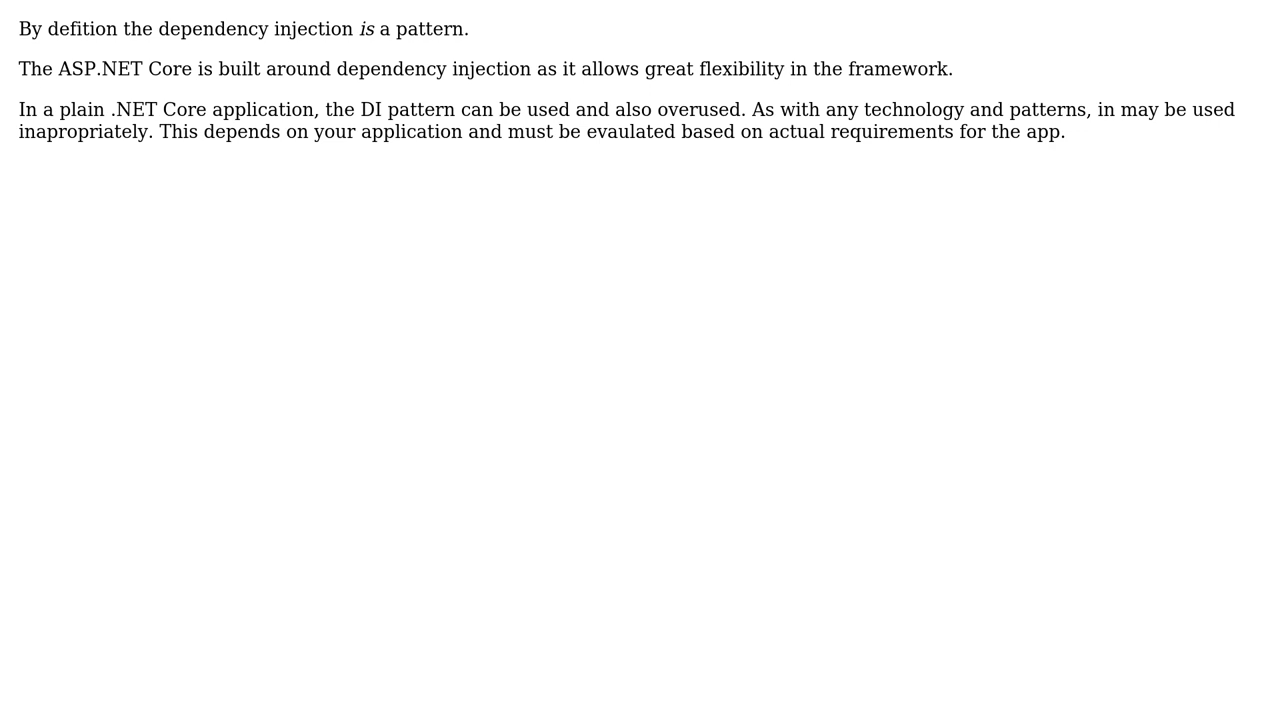 By defition the dependency injection is a pattern.
The ASP.NET Core is built around dependency injection as it allows great flexibility in the framework.
In a plain .NET Core application, the DI pattern can be used and also overused. As with any technology and patterns, in may be used
inapropriately. This depends on your application and must be evaulated based on actual requirements for the app.